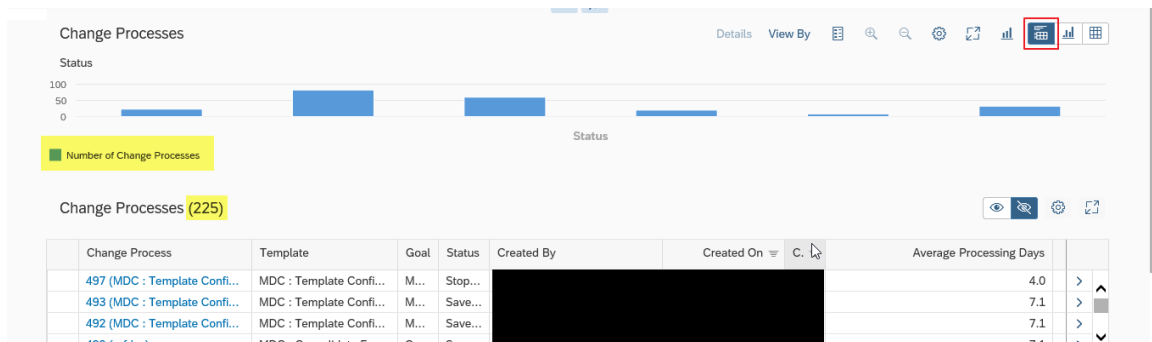 Change Processes
Details View By
Status
100
50
0
Status
Number of Change Processes
Change Processes (225)
Change Process Template Goal Status Created By Created On C. Average Processing Days
497 (MDC : Template Confi... MDC : Template Confi... M... Stop... 4.0
493 (MDC : Template Confi... MDC : Template Confi... M... Save... 7.1
492 (MDC : Template Confi... MDC : Template Confi... M... Save... 7.1